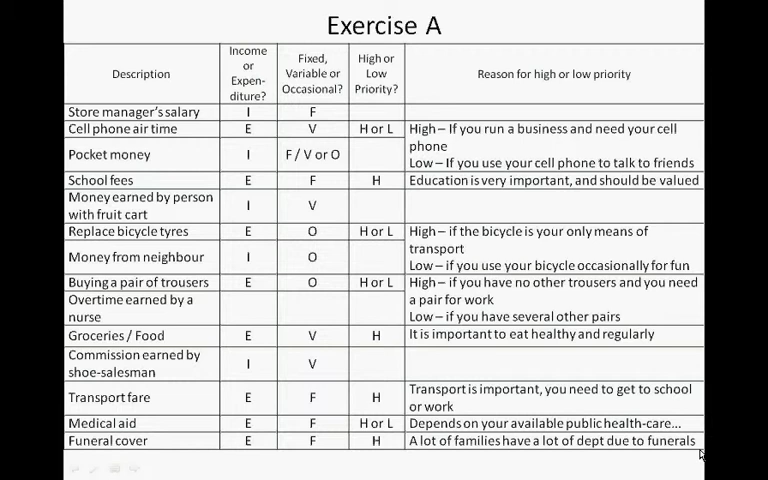 Exercise A
Description
Income
or
Expen-
diture?
Fixed,
Variable or
Occasional?
High or
Low
Priority?
Reason for high or low priority
Store manager's salary I F
Cell phone air time E V H or L High – If you run a business and need your cell
phone
Pocket money I F / V or O
Low – If you use your cell phone to talk to friends
School fees E F H Education is very important, and should be valued
Money earned by person
with fruit cart I V
Replace bicycle tyres E O H or L High – if the bicycle is your only means of
transport
Money from neighbour I O
Low – if you use your bicycle occasionally for fun
Buying a pair of trousers E O H or L High – if you have no other trousers and you need
Overtime earned by a
a pair for work
nurse
Low – if you have several other pairs
Groceries / Food E V H It is important to eat healthy and regularly
Commission earned by
shoe-salesman I V
Transport fare E F H Transport is important, you need to get to school
or work
Medical aid E F H or L Depends on your available public health-care...
Funeral cover E F H A lot of families have a lot of dept due to funerals